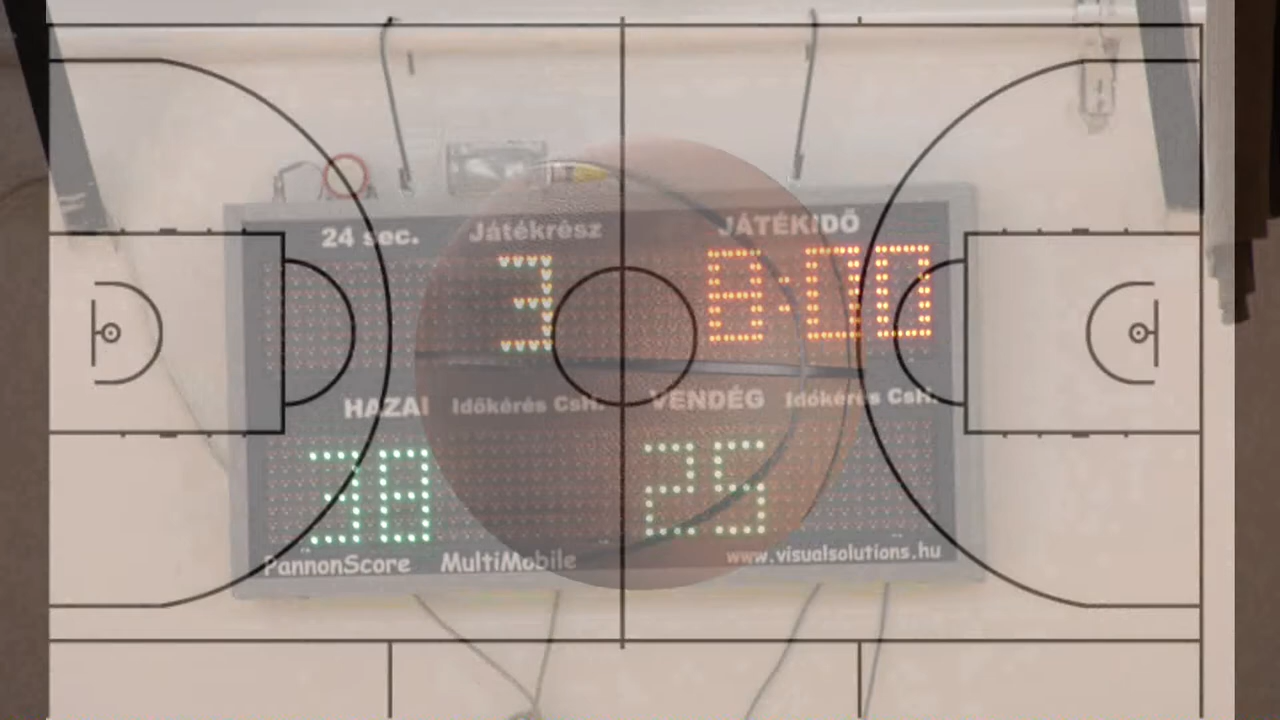 24 sec. Játékrész JÁTÉKIDŐ
3 8:00
HAZAI Időkérés CsH. VENDÉG Időkérés CsH.
38 25
PannonScore MultiMobile www.visualsolutions.hu